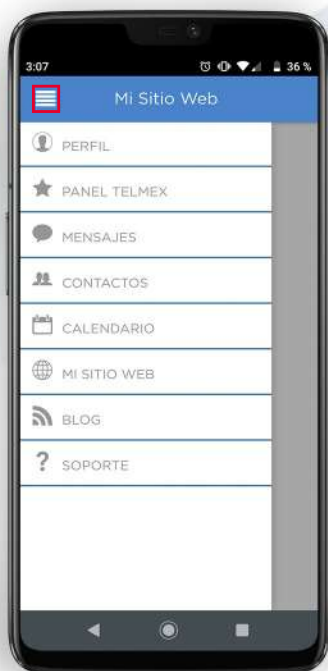 3:07
36 %
Mi Sitio Web
PERFIL
PANEL TELMEX
MENSAJES
CONTACTOS
CALENDARIO
MI SITIO WEB
BLOG
SOPORTE